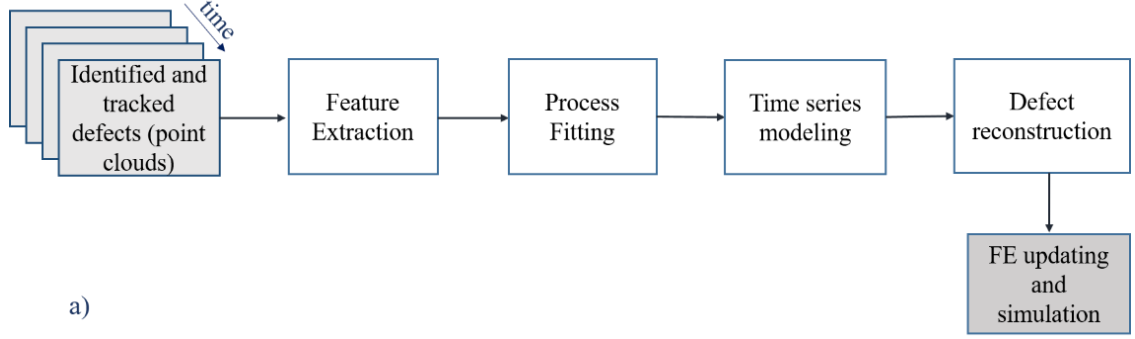 time
Identified and
tracked
defects (point
clouds)
Feature
Extraction
Process
Fitting
Time series
modeling
Defect
reconstruction
FE updating
and
simulation
a)